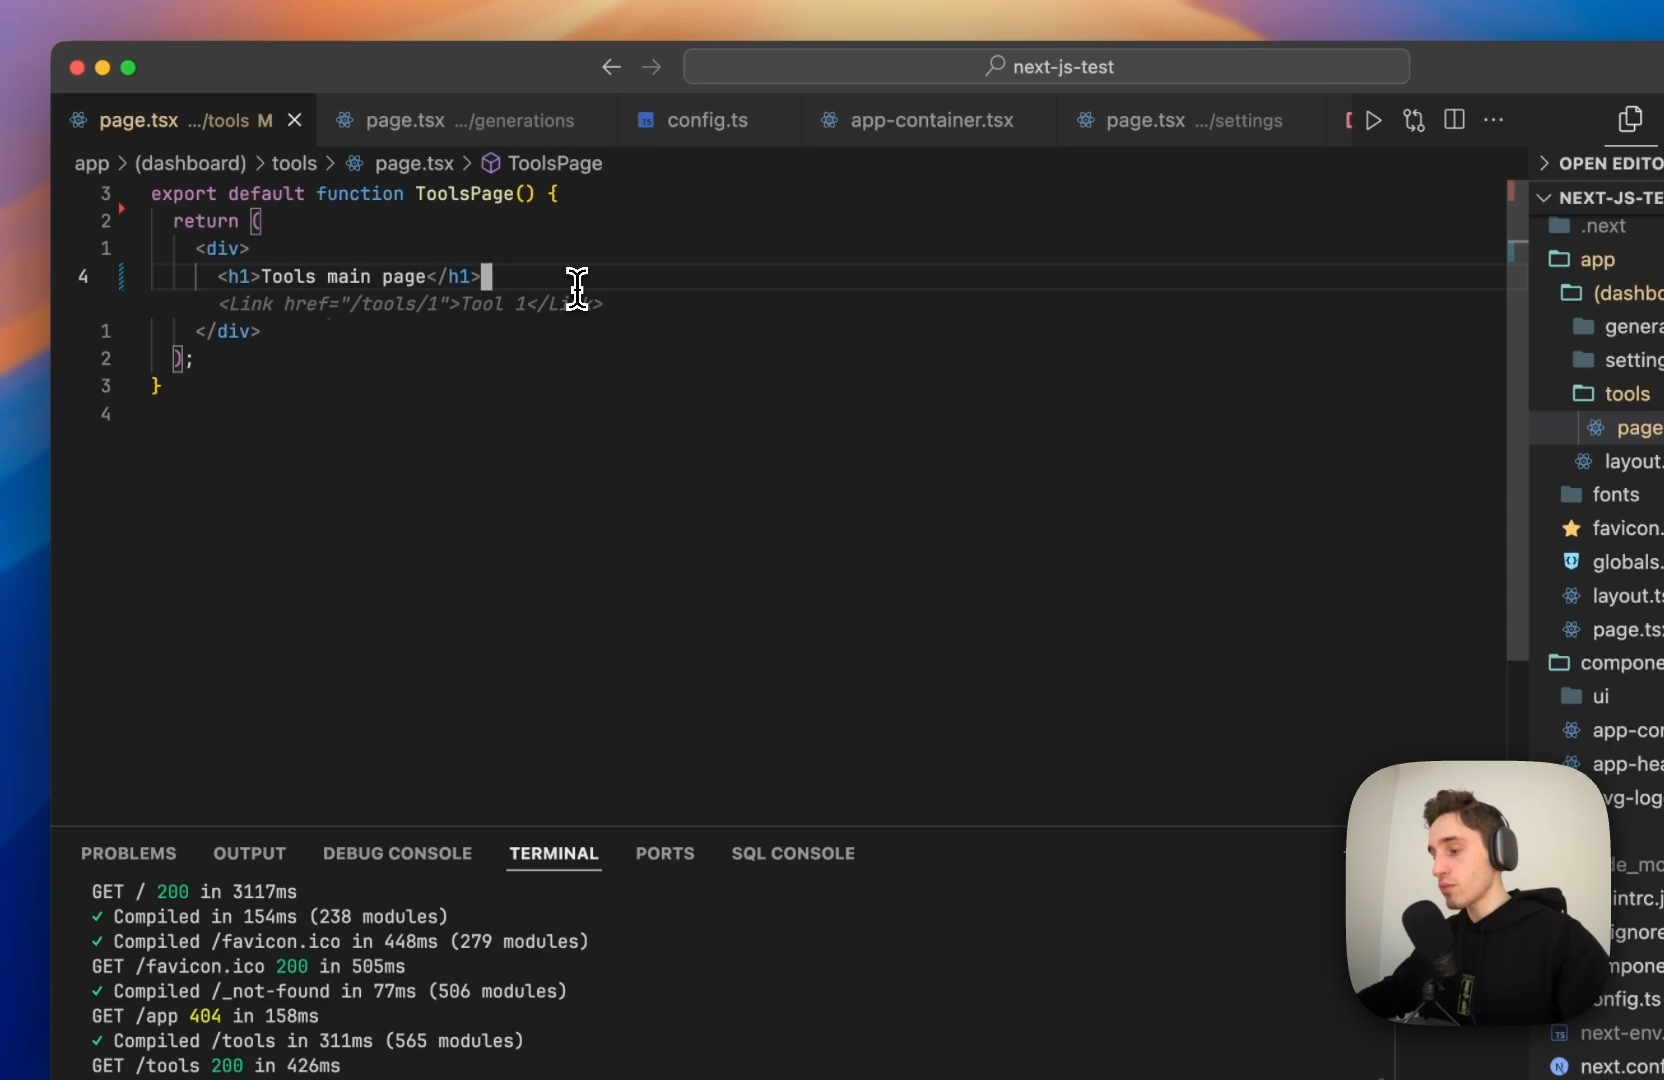 next-js-test
page.tsx .../tools M
page.tsx .../generations
config.ts
app-container.tsx
page.tsx .../settings
app > (dashboard) > tools > page.tsx > ToolsPage
3 export default function ToolsPage() {
2 return (
1 <div>
4 <h1>Tools main page</h1>
<Link href="/tools/1">Tool 1</Link>
1 </div>
2 );
3 }
4
OPEN EDITO
NEXT-JS-TE
.next
app
(dashbo
genera
setting
tools
page
layout.
fonts
favicon.
globals.
layout.ts
page.tsx
compone
ui
app-con
app-hea
vg-log
de_mo
intrc.j
ignore
mpone
onfig.ts
next-env.
next.conf
PROBLEMS OUTPUT DEBUG CONSOLE TERMINAL PORTS SQL CONSOLE
GET / 200 in 3117ms
✓ Compiled in 154ms (238 modules)
✓ Compiled /favicon.ico in 448ms (279 modules)
GET /favicon.ico 200 in 505ms
✓ Compiled /_not-found in 77ms (506 modules)
GET /app 404 in 158ms
✓ Compiled /tools in 311ms (565 modules)
GET /tools 200 in 426ms